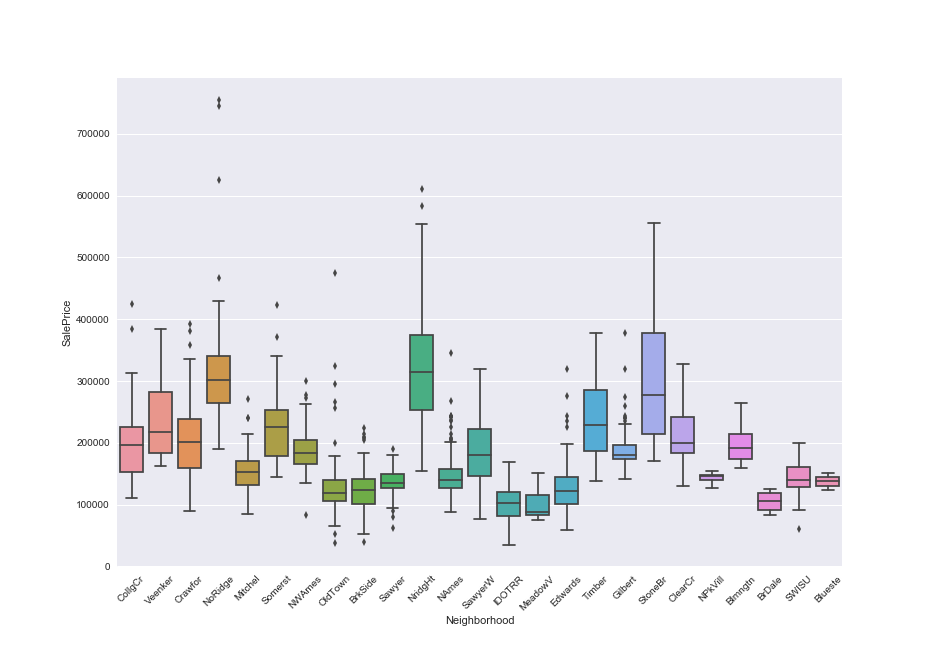 700000
600000
500000
400000
300000
200000
100000
0
SalePrice
CollgCr
Veenker
Crawfor
NoRidge
Mitchel
Somerst
NWAmes
OldTown
BrkSide
Sawyer
NridgHt
NAmes
SawyerW
IDOTRR
MeadowV
Edwards
Timber
Gilbert
StoneBr
ClearCr
NPkVill
Blmngtn
BrDale
SWISU
Blueste
Neighborhood